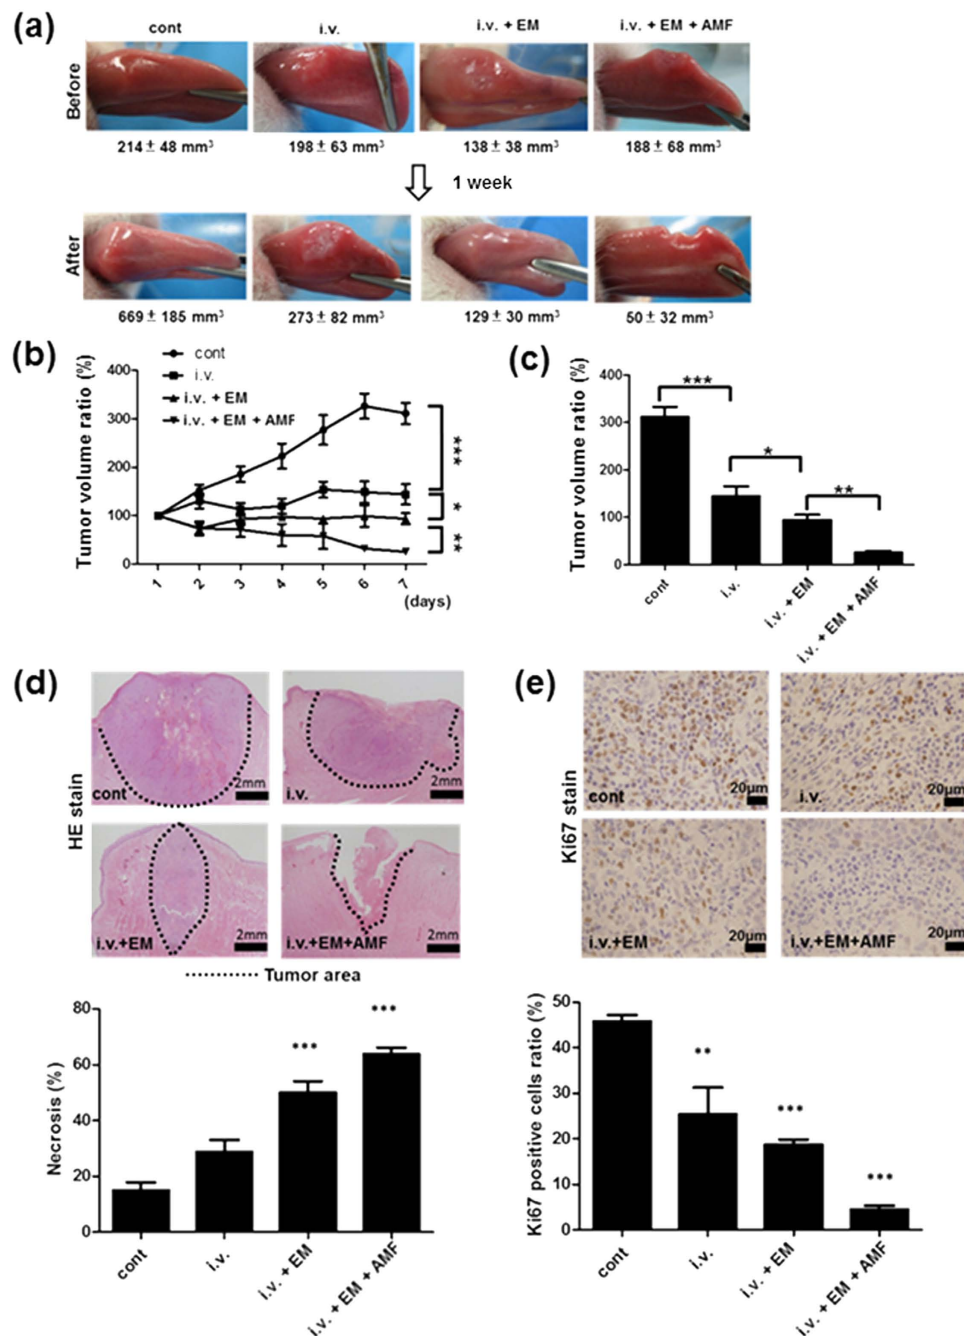 (a)
cont i.v. i.v. + EM i.v. + EM + AMF
Before
214 ± 48 mm³ 198 ± 63 mm³ 138 ± 38 mm³ 188 ± 68 mm³
1 week
After
669 ± 185 mm³ 273 ± 82 mm³ 129 ± 30 mm³ 50 ± 32 mm³
(b)
Tumor volume ratio (%)
400
300
200
100
0
cont
i.v.
i.v. + EM
i.v. + EM + AMF
***
*
**
1 2 3 4 5 6 7
(days)
(c)
Tumor volume ratio (%)
400
300
200
100
0
***
*
**
cont i.v. i.v. + EM i.v. + EM + AMF
(d)
HE stain
cont 2mm i.v. 2mm
i.v.+EM 2mm i.v.+EM+AMF 2mm
Tumor area
Necrosis (%)
80
60
40
20
0
*** ***
cont i.v. i.v. + EM i.v. + EM + AMF
(e)
Ki67 stain
cont 20μm i.v. 20μm
i.v.+EM 20μm i.v.+EM+AMF 20μm
Ki67 positive cells ratio (%)
50
40
30
20
10
0
** *** ***
cont i.v. i.v. + EM i.v. + EM + AMF